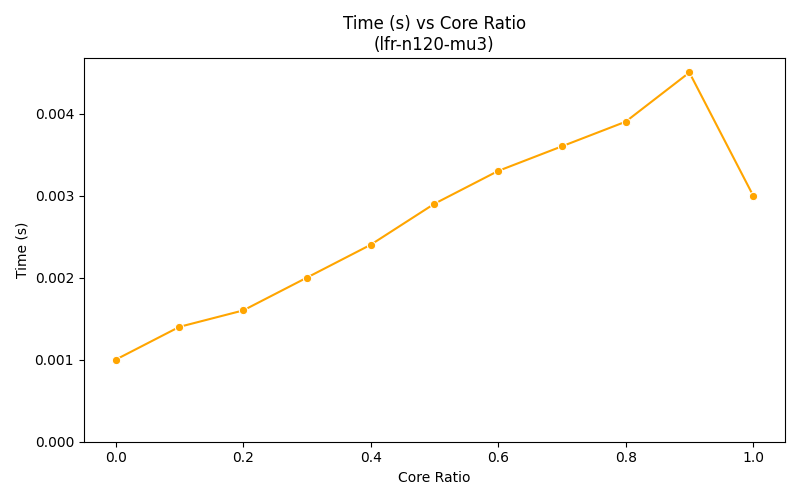 Time (s) vs Core Ratio
(lfr-n120-mu3)
0.004
0.003
0.002
0.001
0.000
Time (s)
0.0 0.2 0.4 0.6 0.8 1.0
Core Ratio